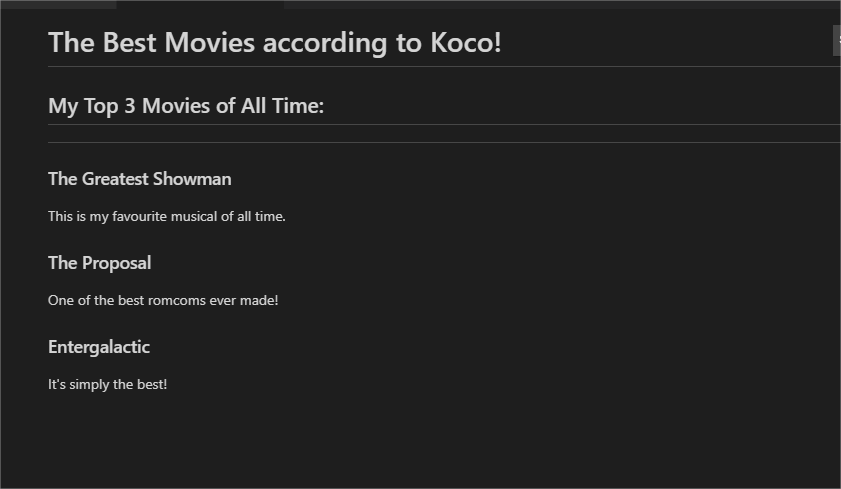 The Best Movies according to Koco!
My Top 3 Movies of All Time:
The Greatest Showman
This is my favourite musical of all time.
The Proposal
One of the best romcoms ever made!
Entergalactic
It's simply the best!